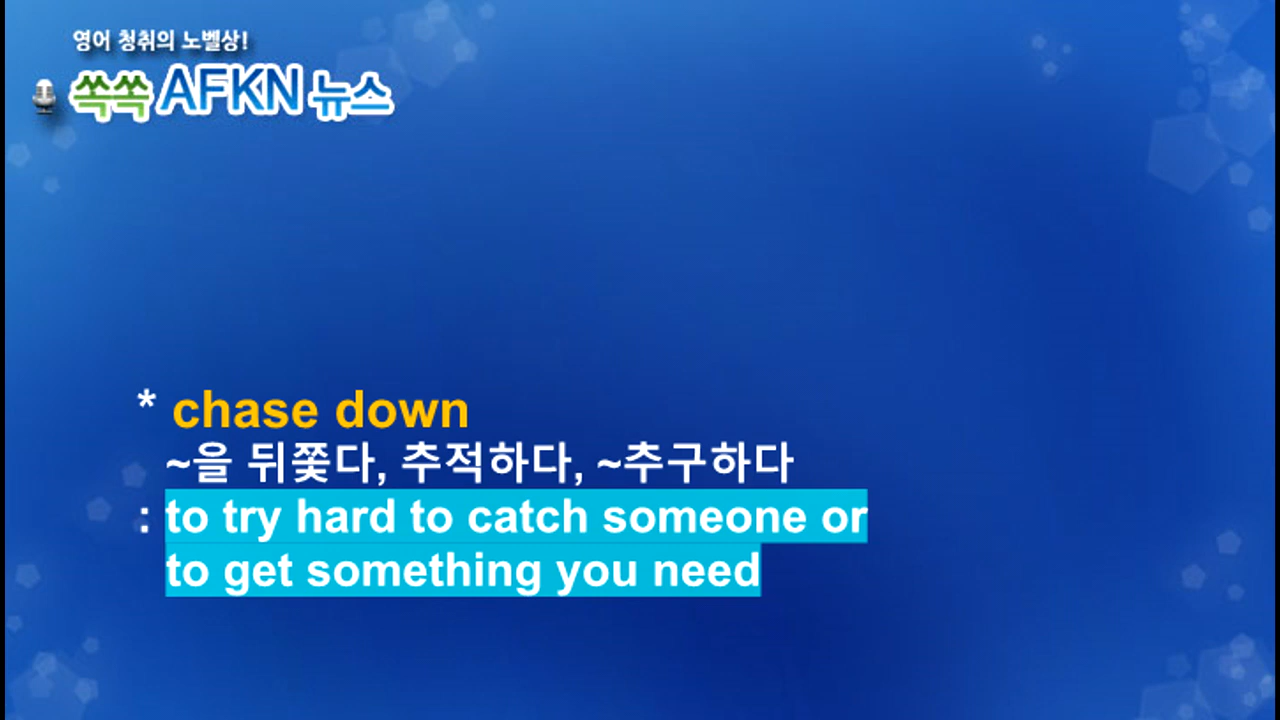 영어 청취의 노벨상!
쏙쏙 AFKN 뉴스
* chase down
~을 뒤쫓다, 추적하다, ~추구하다
: to try hard to catch someone or
to get something you need